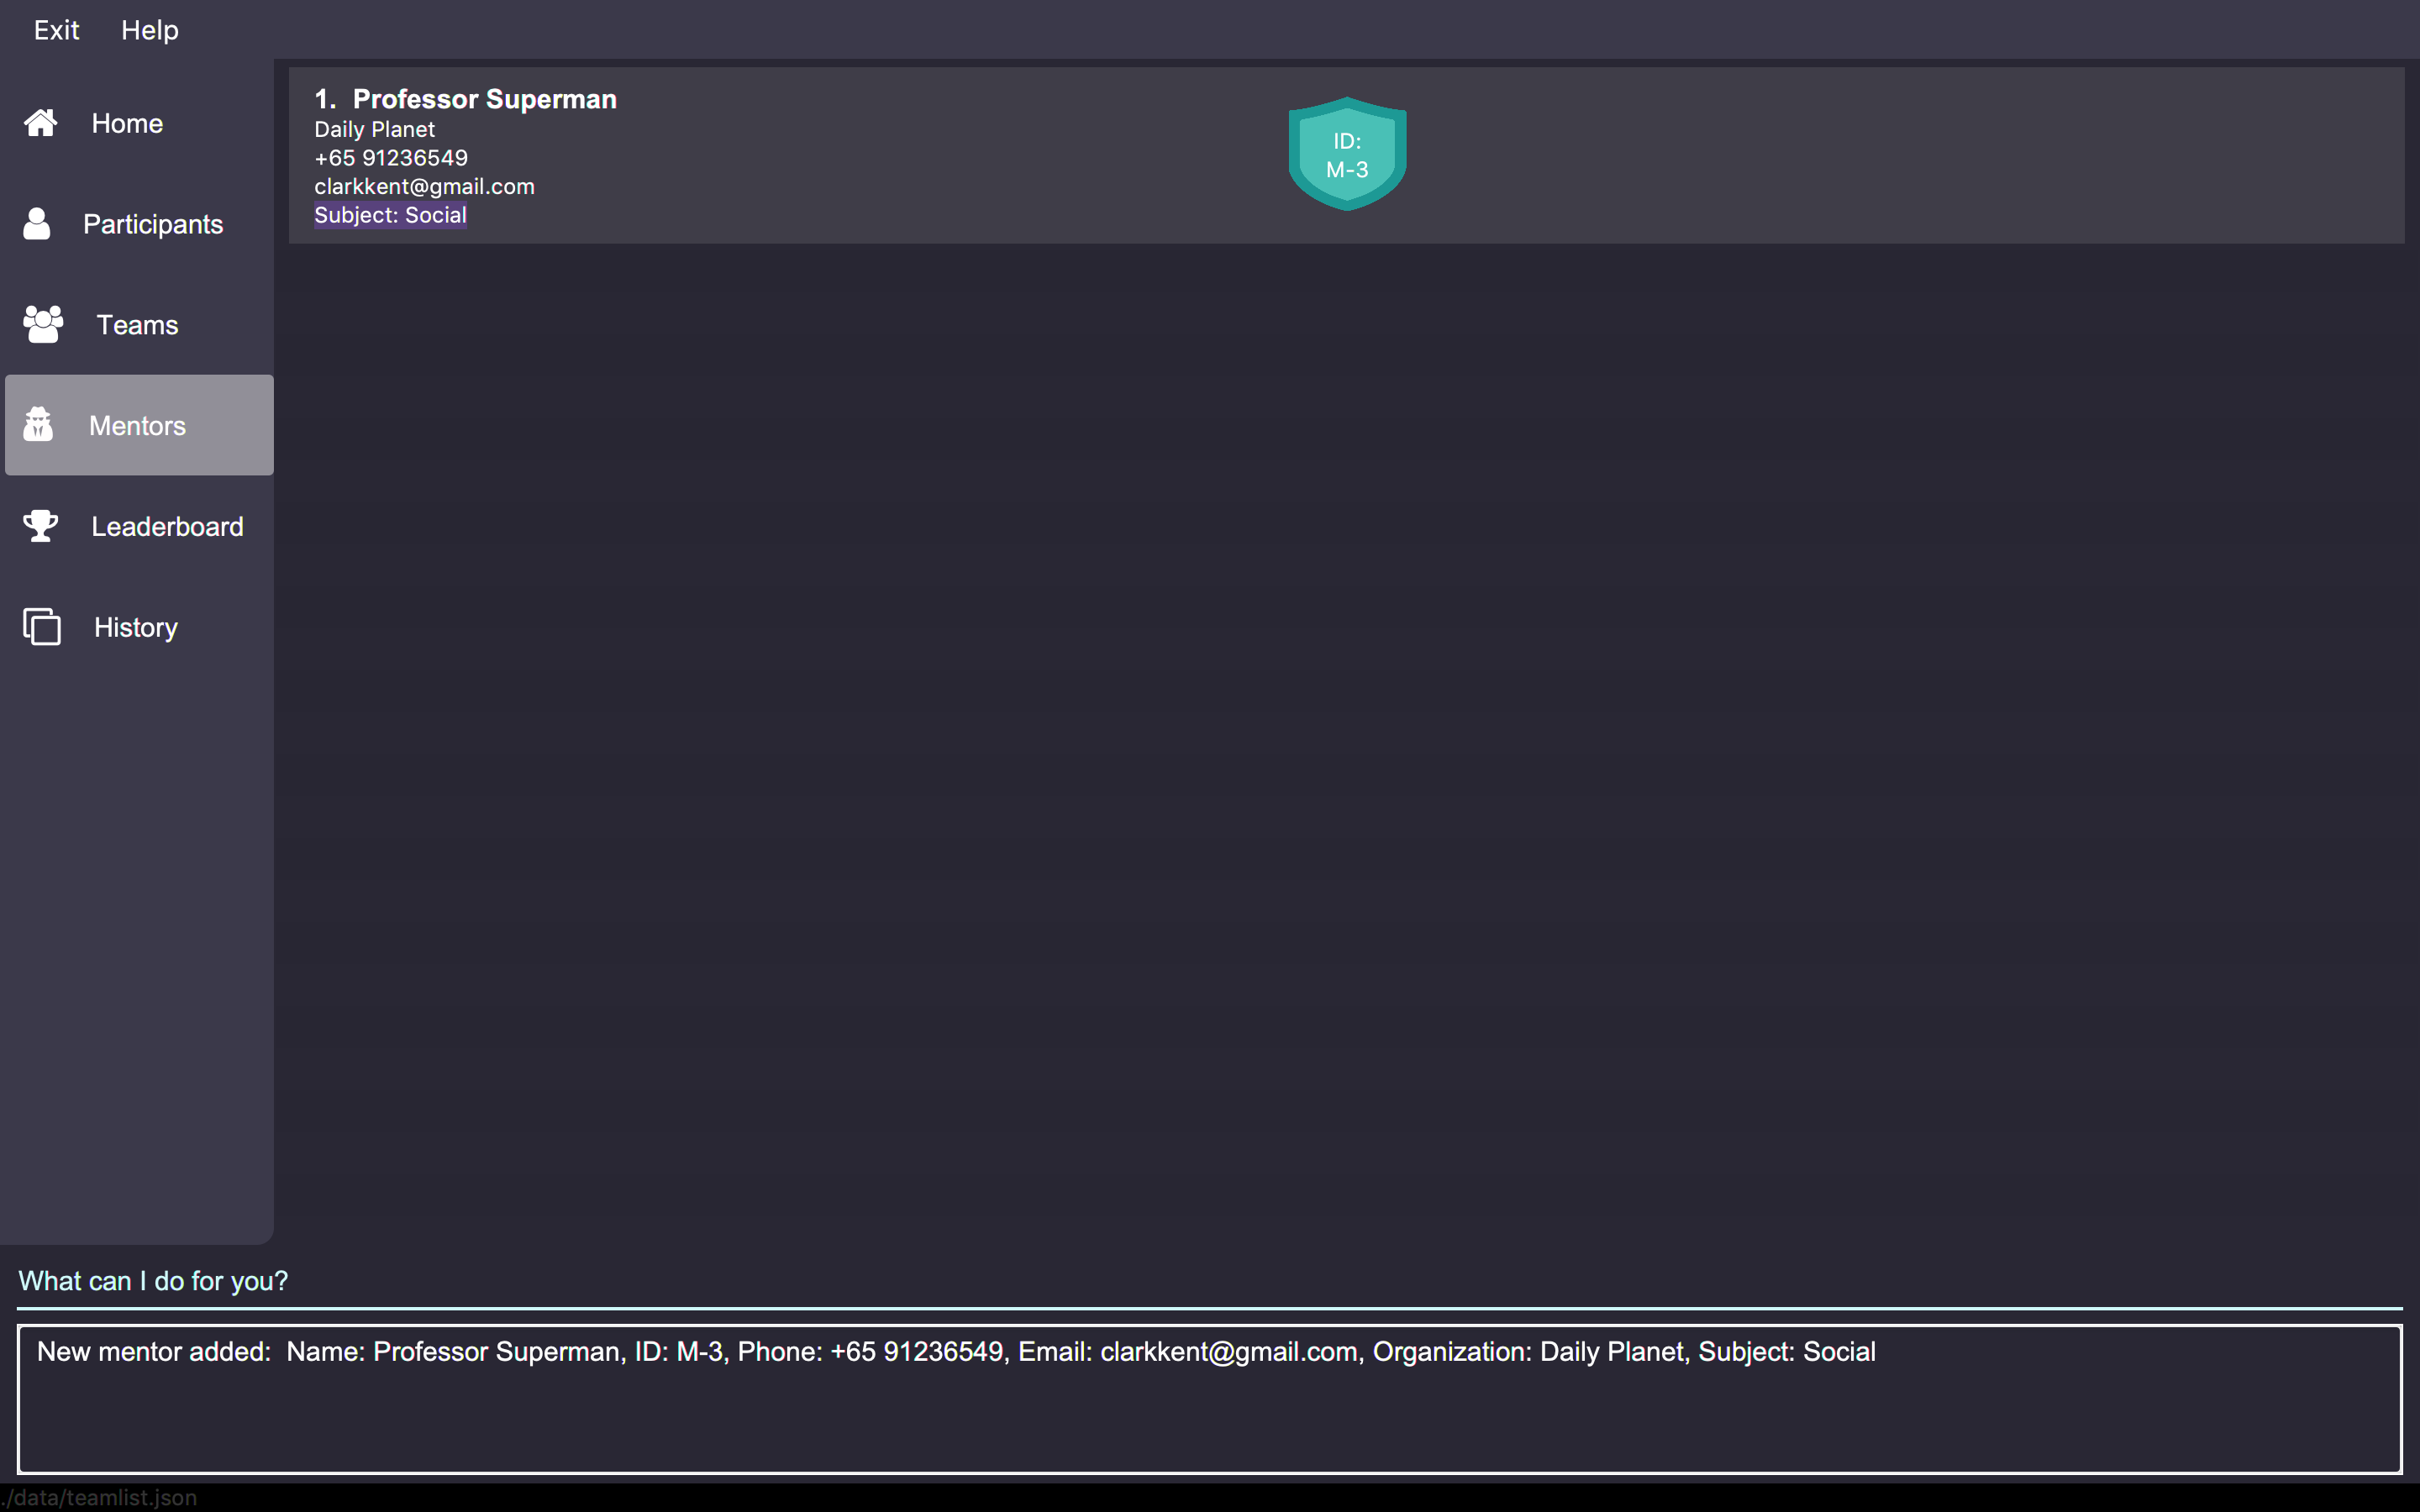 Exit Help
Home
Participants
Teams
Mentors
Leaderboard
History
1. Professor Superman
Daily Planet
+65 91236549
clarkkent@gmail.com
Subject: Social
ID:
M-3
What can I do for you?
New mentor added: Name: Professor Superman, ID: M-3, Phone: +65 91236549, Email: clarkkent@gmail.com, Organization: Daily Planet, Subject: Social
./data/teamlist.json